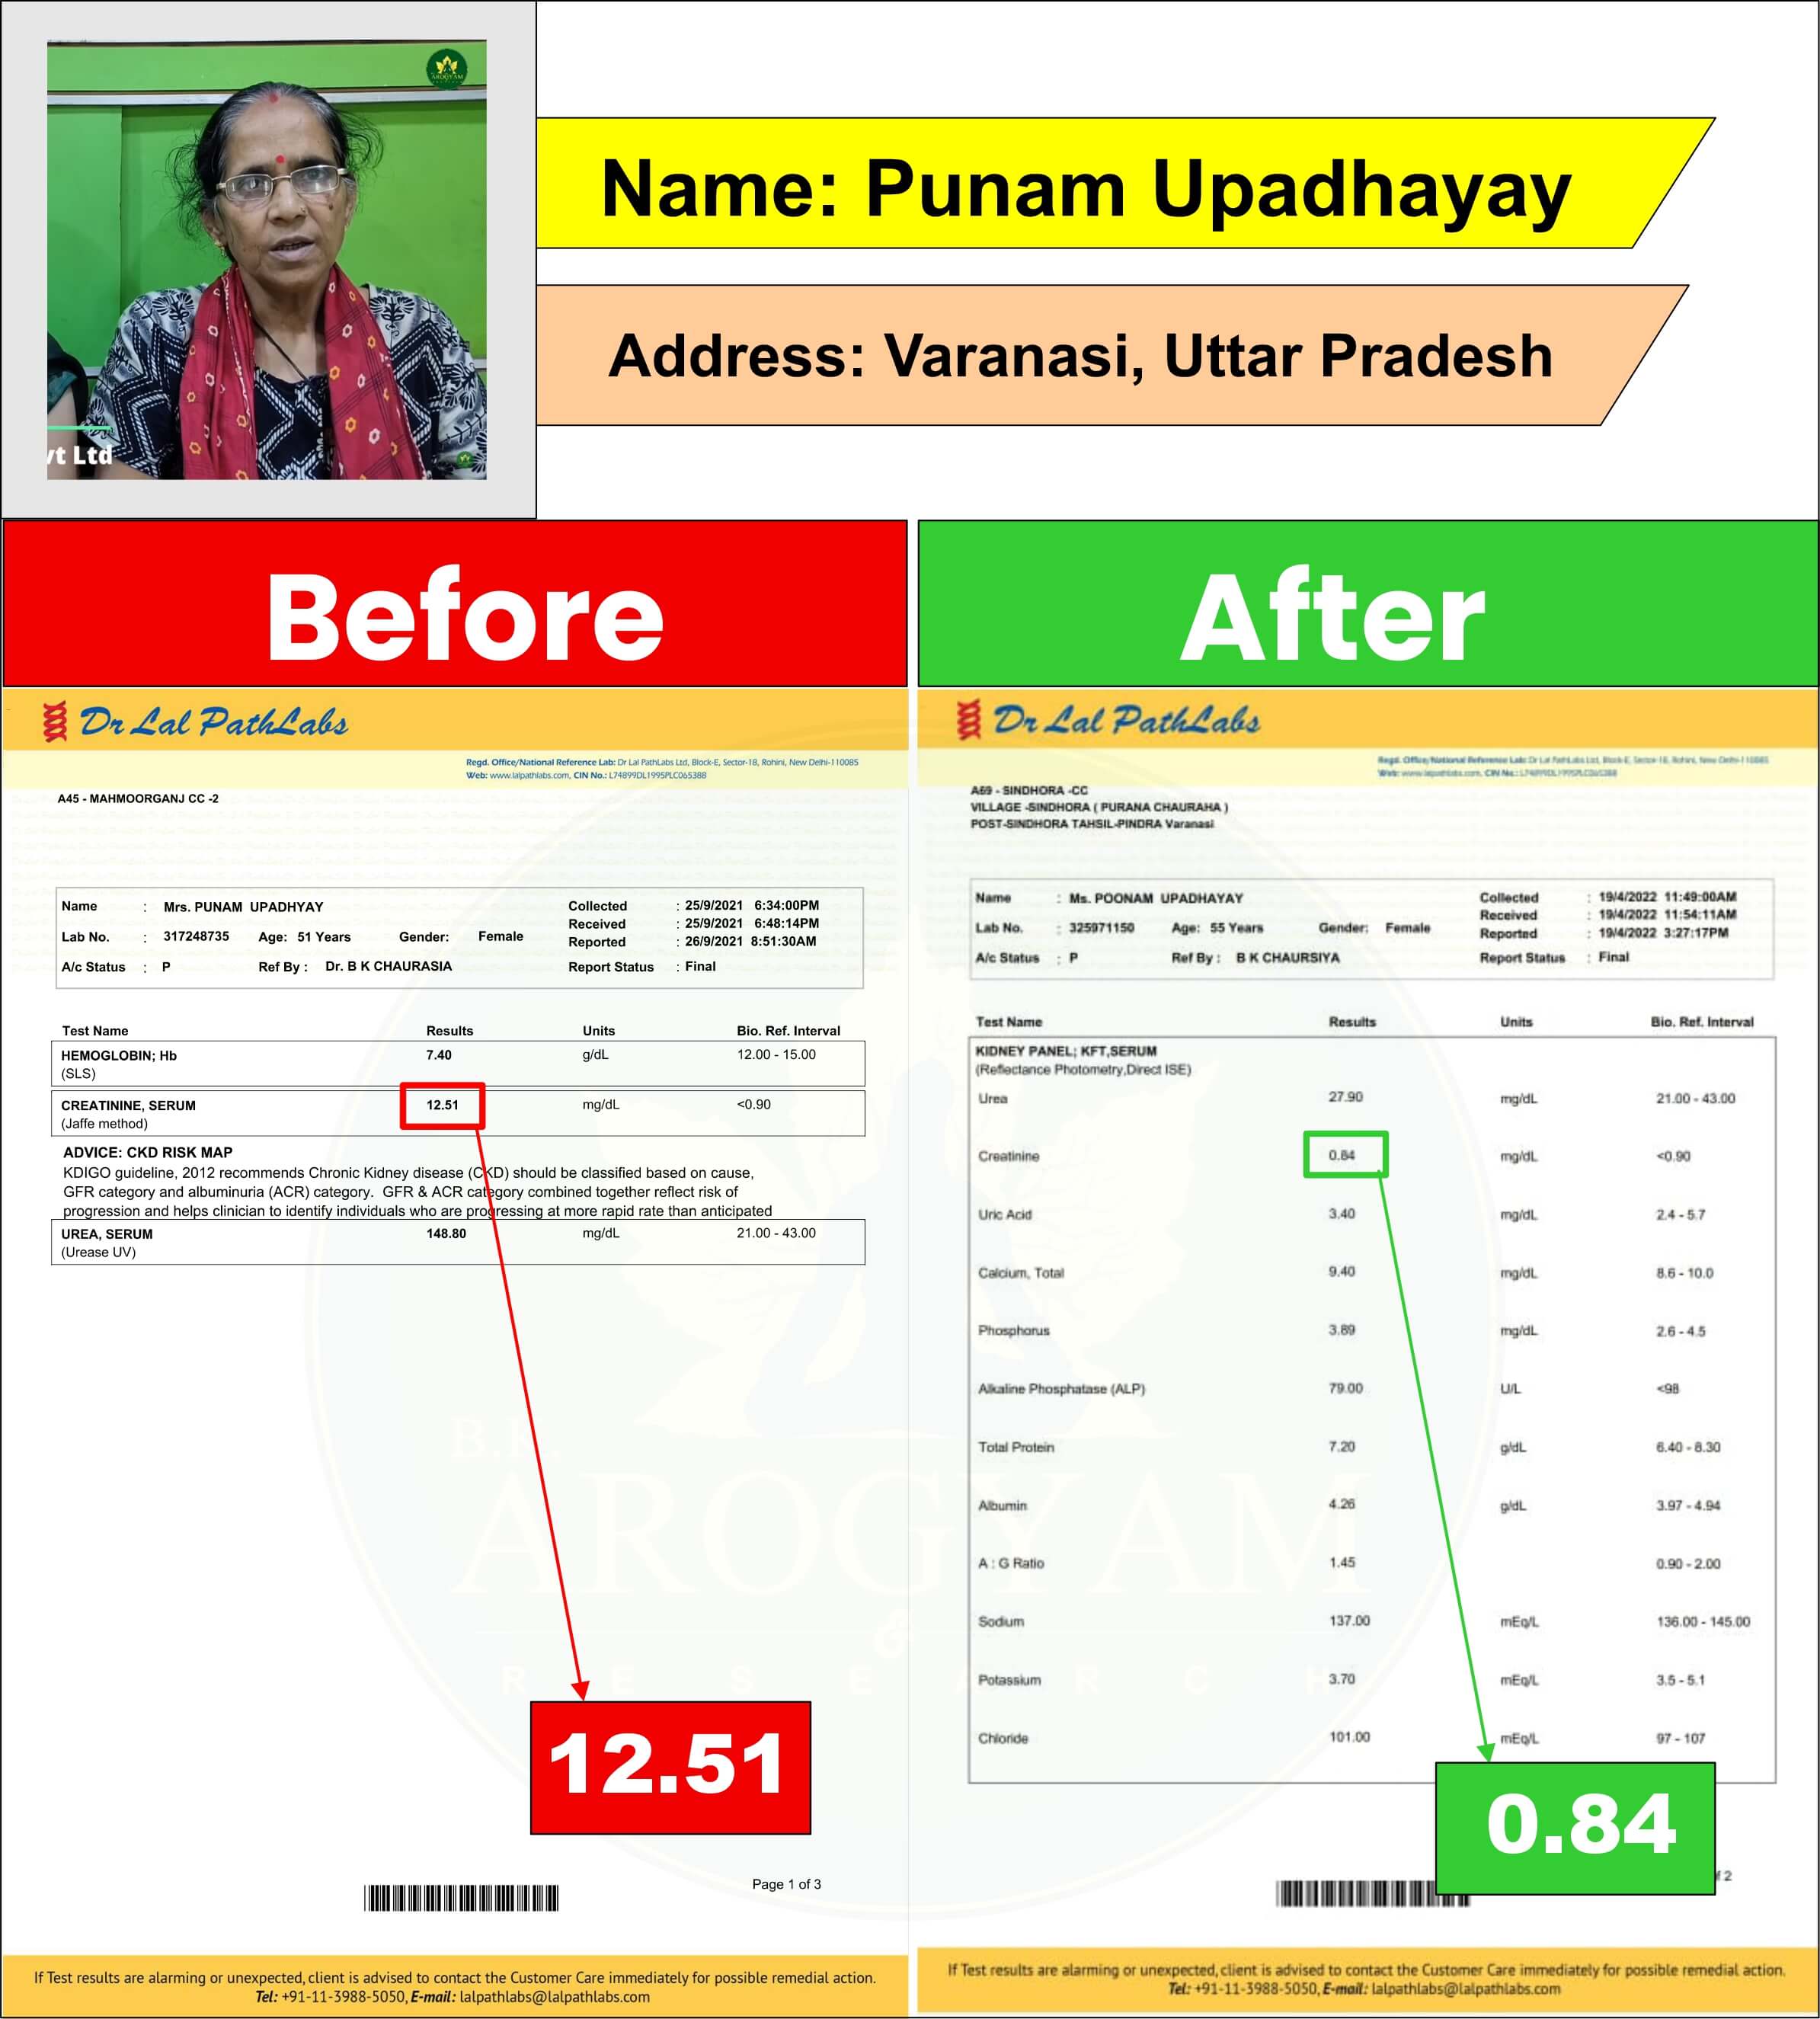 AROGYAM
vt Ltd
Name: Punam Upadhayay
Address: Varanasi, Uttar Pradesh
Before
Dr Lal PathLabs
Regd. Office/National Reference Lab: Dr Lal PathLabs Ltd, Block-E, Sector-18, Rohini, New Delhi-110085
Web: www.lalpathlabs.com, CIN No.: L74899DL1995PLC065388
A45 - MAHMOORGANJ CC -2
Name : Mrs. PUNAM UPADHYAY Collected : 25/9/2021 6:34:00PM
Received : 25/9/2021 6:48:14PM
Lab No. : 317248735 Age: 51 Years Gender: Female Reported : 26/9/2021 8:51:30AM
A/c Status : P Ref By : Dr. B K CHAURASIA Report Status : Final
Test Name Results Units Bio. Ref. Interval
HEMOGLOBIN; Hb 7.40 g/dL 12.00 - 15.00
(SLS)
CREATININE, SERUM 12.51 mg/dL <0.90
(Jaffe method)
ADVICE: CKD RISK MAP
KDIGO guideline, 2012 recommends Chronic Kidney disease (CKD) should be classified based on cause,
GFR category and albuminuria (ACR) category. GFR & ACR category combined together reflect risk of
progression and helps clinician to identify individuals who are progressing at more rapid rate than anticipated
UREA, SERUM 148.80 mg/dL 21.00 - 43.00
(Urease UV)
12.51
Page 1 of 3
If Test results are alarming or unexpected, client is advised to contact the Customer Care immediately for possible remedial action.
Tel: +91-11-3988-5050, E-mail: lalpathlabs@lalpathlabs.com
After
Dr Lal PathLabs
Regd. Office/National Reference Lab: Dr Lal PathLabs Ltd, Block-E, Sector-18, Rohini, New Delhi-110085
Web: www.lalpathlabs.com, CIN No.: L74899DL1995PLC065388
A69 - SINDHORA -CC
VILLAGE -SINDHORA ( PURANA CHAURAHA )
POST-SINDHORA TAHSIL-PINDRA Varanasi
Name : Ms. POONAM UPADHAYAY Collected : 19/4/2022 11:49:00AM
Received : 19/4/2022 11:54:11AM
Lab No. : 325971150 Age: 55 Years Gender: Female Reported : 19/4/2022 3:27:17PM
A/c Status : P Ref By : B K CHAURSIYA Report Status : Final
Test Name Results Units Bio. Ref. Interval
KIDNEY PANEL; KFT,SERUM
(Reflectance Photometry,Direct ISE)
Urea 27.90 mg/dL 21.00 - 43.00
Creatinine 0.84 mg/dL <0.90
Uric Acid 3.40 mg/dL 2.4 - 5.7
Calcium, Total 9.40 mg/dL 8.6 - 10.0
Phosphorus 3.89 mg/dL 2.6 - 4.5
Alkaline Phosphatase (ALP) 79.00 U/L <98
Total Protein 7.20 g/dL 6.40 - 8.30
Albumin 4.26 g/dL 3.97 - 4.94
A : G Ratio 1.45 0.90 - 2.00
Sodium 137.00 mEq/L 136.00 - 145.00
Potassium 3.70 mEq/L 3.5 - 5.1
Chloride 101.00 mEq/L 97 - 107
0.84
f 2
If Test results are alarming or unexpected, client is advised to contact the Customer Care immediately for possible remedial action.
Tel: +91-11-3988-5050, E-mail: lalpathlabs@lalpathlabs.com
AROGYAM
&